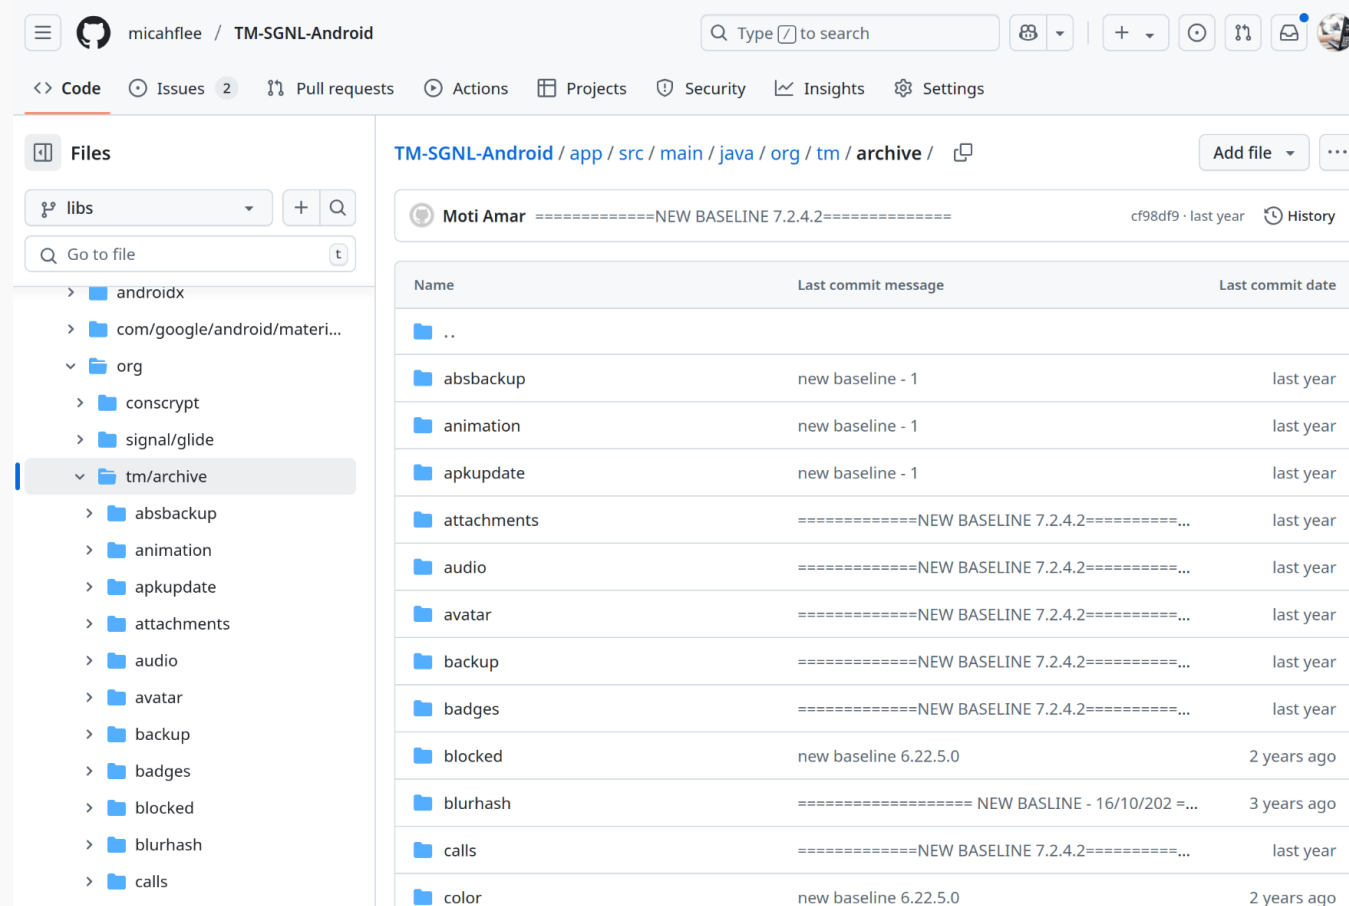 micahflee / TM-SGNL-Android
Type / to search
Code
Issues 2
Pull requests
Actions
Projects
Security
Insights
Settings
Files
libs
Go to file
t
androidx
com/google/android/materi...
org
conscrypt
signal/glide
tm/archive
absbackup
animation
apkupdate
attachments
audio
avatar
backup
badges
blocked
blurhash
calls
TM-SGNL-Android / app / src / main / java / org / tm / archive /
Add file
Moti Amar =============NEW BASELINE 7.2.4.2============== cf98df9 · last year History
Name Last commit message Last commit date
..
absbackup new baseline - 1 last year
animation new baseline - 1 last year
apkupdate new baseline - 1 last year
attachments =============NEW BASELINE 7.2.4.2==========... last year
audio =============NEW BASELINE 7.2.4.2==========... last year
avatar =============NEW BASELINE 7.2.4.2==========... last year
backup =============NEW BASELINE 7.2.4.2==========... last year
badges =============NEW BASELINE 7.2.4.2==========... last year
blocked new baseline 6.22.5.0 2 years ago
blurhash =================== NEW BASLINE - 16/10/202 =... 3 years ago
calls =============NEW BASELINE 7.2.4.2==========... last year
color new baseline 6.22.5.0 2 years ago